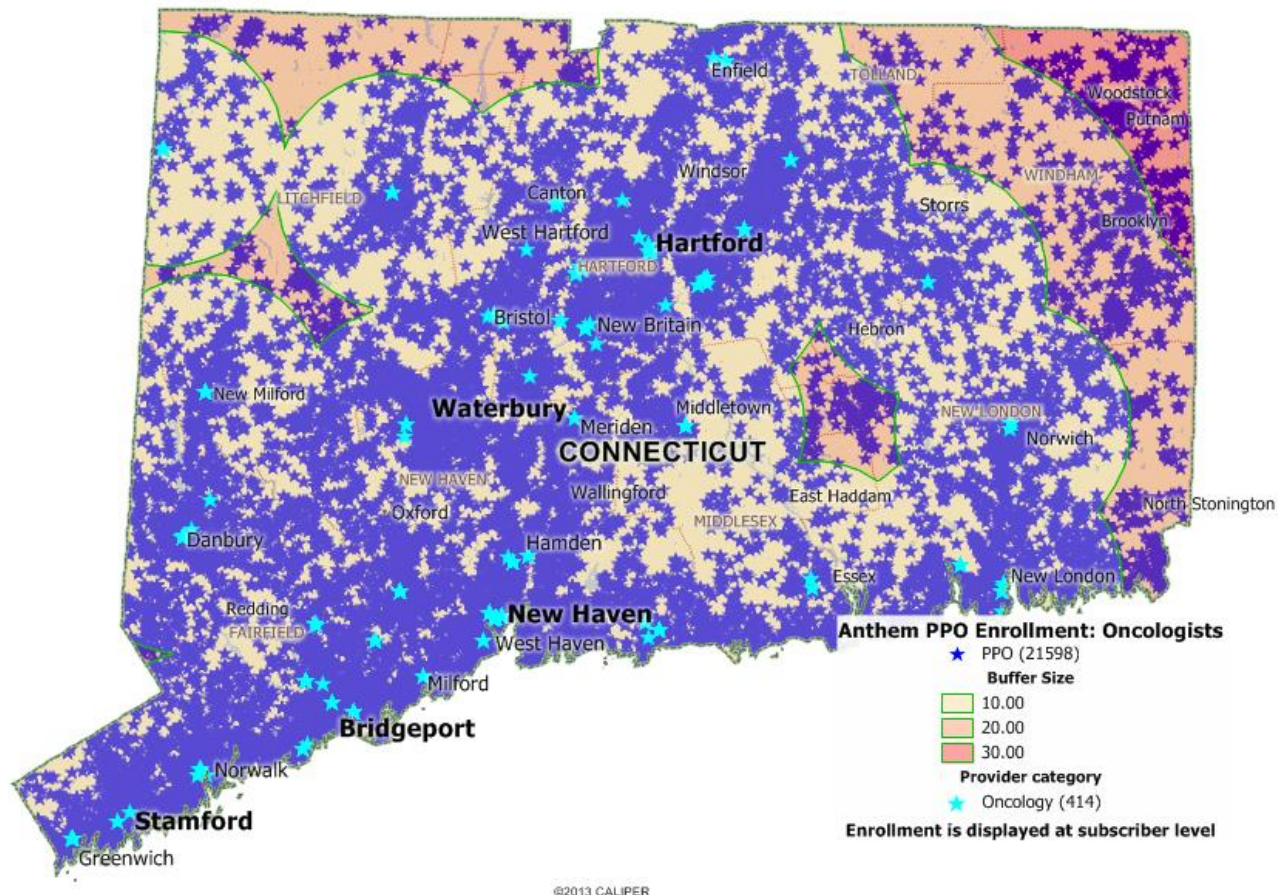 Enfield
TOLLAND
Woodstock
Putnam
Windsor
Canton
LITCHFIELD
WINDHAM
Storrs
Brooklyn
West Hartford
Hartford
HARTFORD
Bristol
New Britain
Hebron
New Milford
Waterbury
Middletown
Meriden
NEW LONDON
Norwich
CONNECTICUT
NEW HAVEN
Wallingford
East Haddam
Oxford
MIDDLESEX
North Stonington
Danbury
Hamden
Essex
New London
Redding
New Haven
FAIRFIELD
West Haven
Milford
Bridgeport
Norwalk
Stamford
Greenwich
Anthem PPO Enrollment: Oncologists
PPO (21598)
Buffer Size
10.00
20.00
30.00
Provider category
Oncology (414)
Enrollment is displayed at subscriber level
©2013 CALIPER